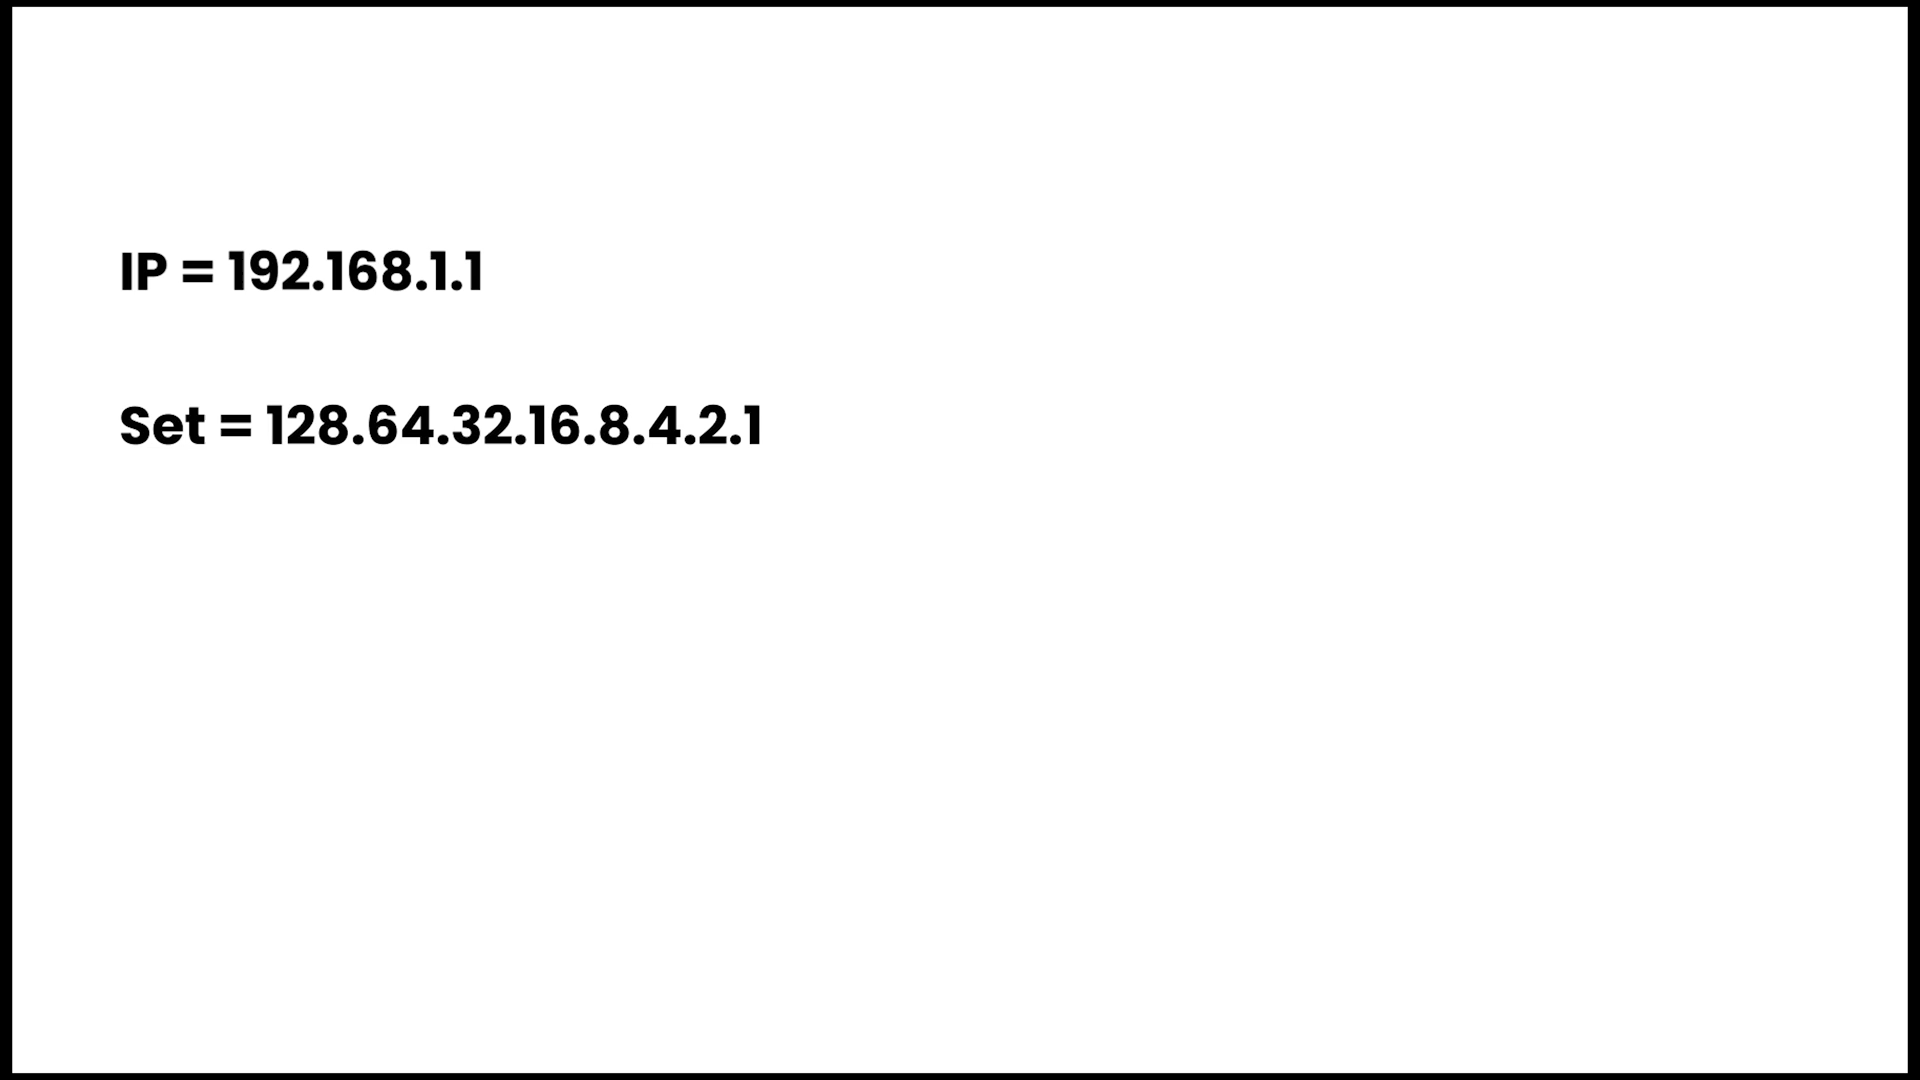 IP = 192.168.1.1
Set = 128.64.32.16.8.4.2.1